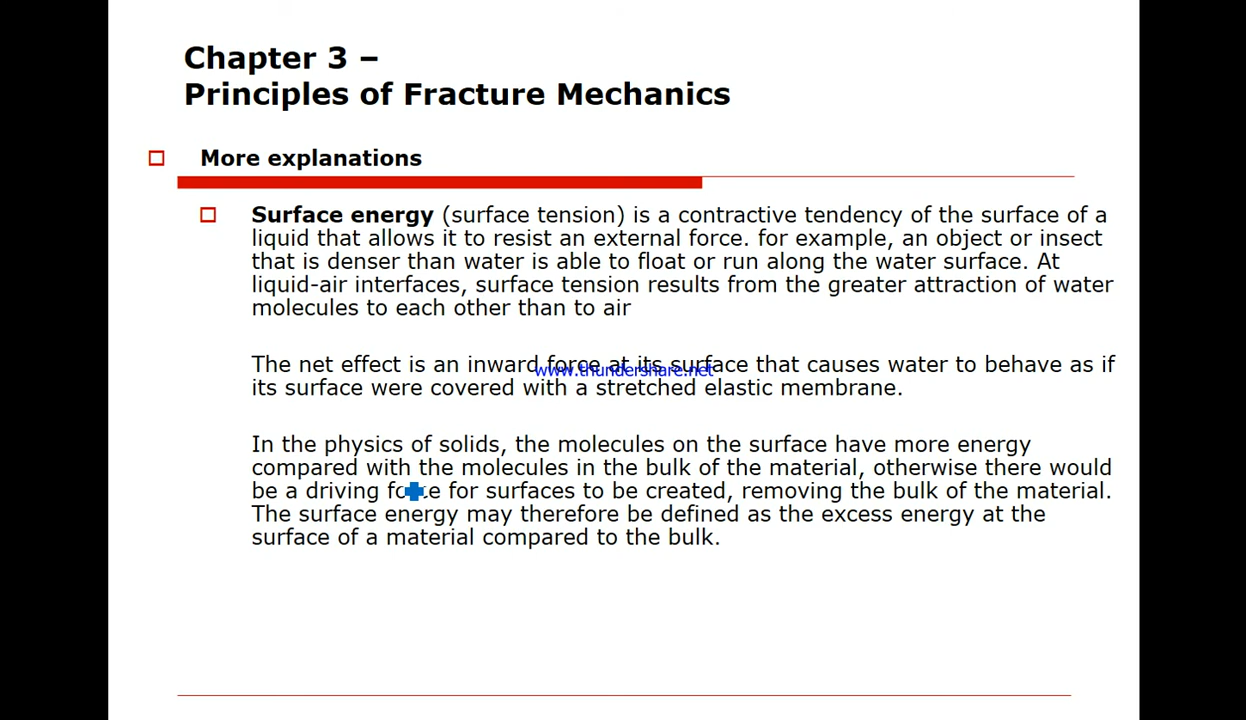 Chapter 3 –
Principles of Fracture Mechanics
More explanations
Surface energy (surface tension) is a contractive tendency of the surface of a
liquid that allows it to resist an external force. for example, an object or insect
that is denser than water is able to float or run along the water surface. At
liquid-air interfaces, surface tension results from the greater attraction of water
molecules to each other than to air
The net effect is an inward force at its surface that causes water to behave as if
www.thundershare.net
its surface were covered with a stretched elastic membrane.
In the physics of solids, the molecules on the surface have more energy
compared with the molecules in the bulk of the material, otherwise there would
be a driving force for surfaces to be created, removing the bulk of the material.
The surface energy may therefore be defined as the excess energy at the
surface of a material compared to the bulk.